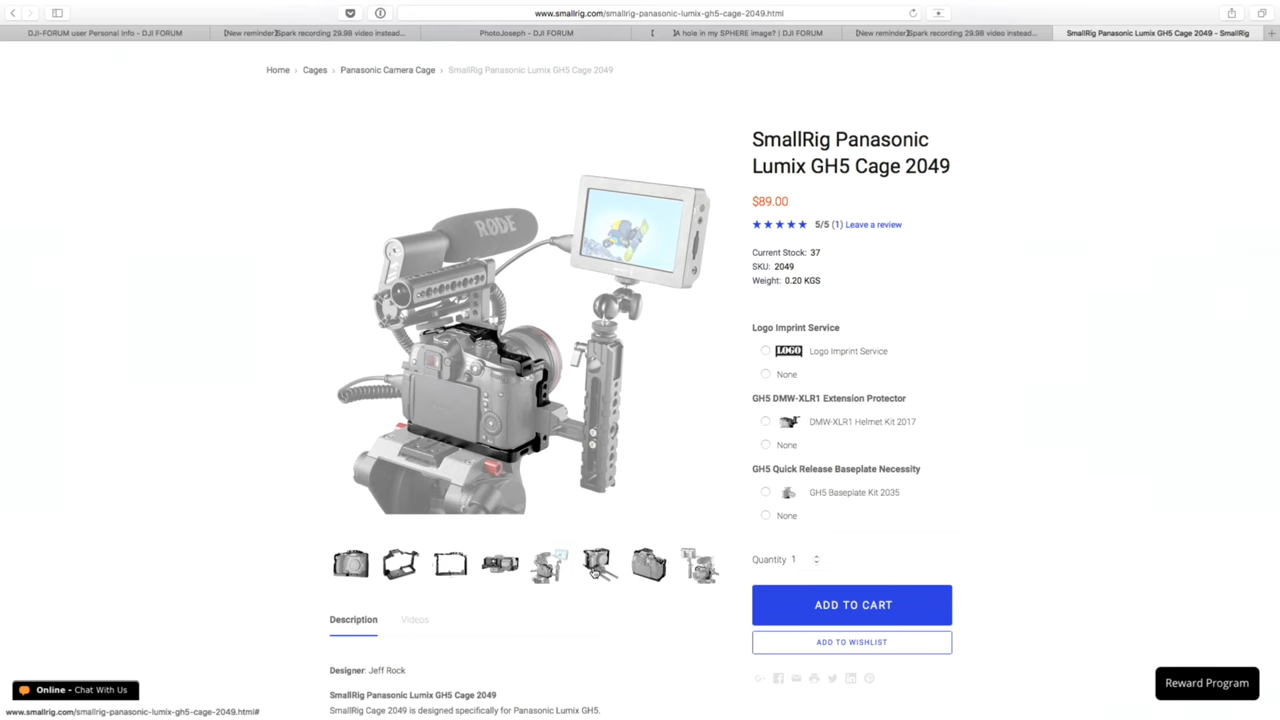 www.smallrig.com/smallrig-panasonic-lumix-gh5-cage-2049.html
DJI-FORUM user Personal Info - DJI FORUM
【New reminder】Spark recording 29.98 video instead...
PhotoJoseph - DJI FORUM
【 】A hole in my SPHERE image? | DJI FORUM
【New reminder】Spark recording 29.98 video instead...
SmallRig Panasonic Lumix GH5 Cage 2049 - SmallRig
Home › Cages › Panasonic Camera Cage › SmallRig Panasonic Lumix GH5 Cage 2049
SmallRig Panasonic
Lumix GH5 Cage 2049
$89.00
5/5 (1) Leave a review
Current Stock: 37
SKU: 2049
Weight: 0.20 KGS
RØDE
Logo Imprint Service
LOGO Logo Imprint Service
None
GH5 DMW-XLR1 Extension Protector
DMW-XLR1 Helmet Kit 2017
None
GH5 Quick Release Baseplate Necessity
GH5 Baseplate Kit 2035
None
Quantity 1
ADD TO CART
ADD TO WISHLIST
Description
Videos
Designer: Jeff Rock
SmallRig Panasonic Lumix GH5 Cage 2049
SmallRig Cage 2049 is designed specifically for Panasonic Lumix GH5.
Online - Chat With Us
Reward Program
www.smallrig.com/smallrig-panasonic-lumix-gh5-cage-2049.html#